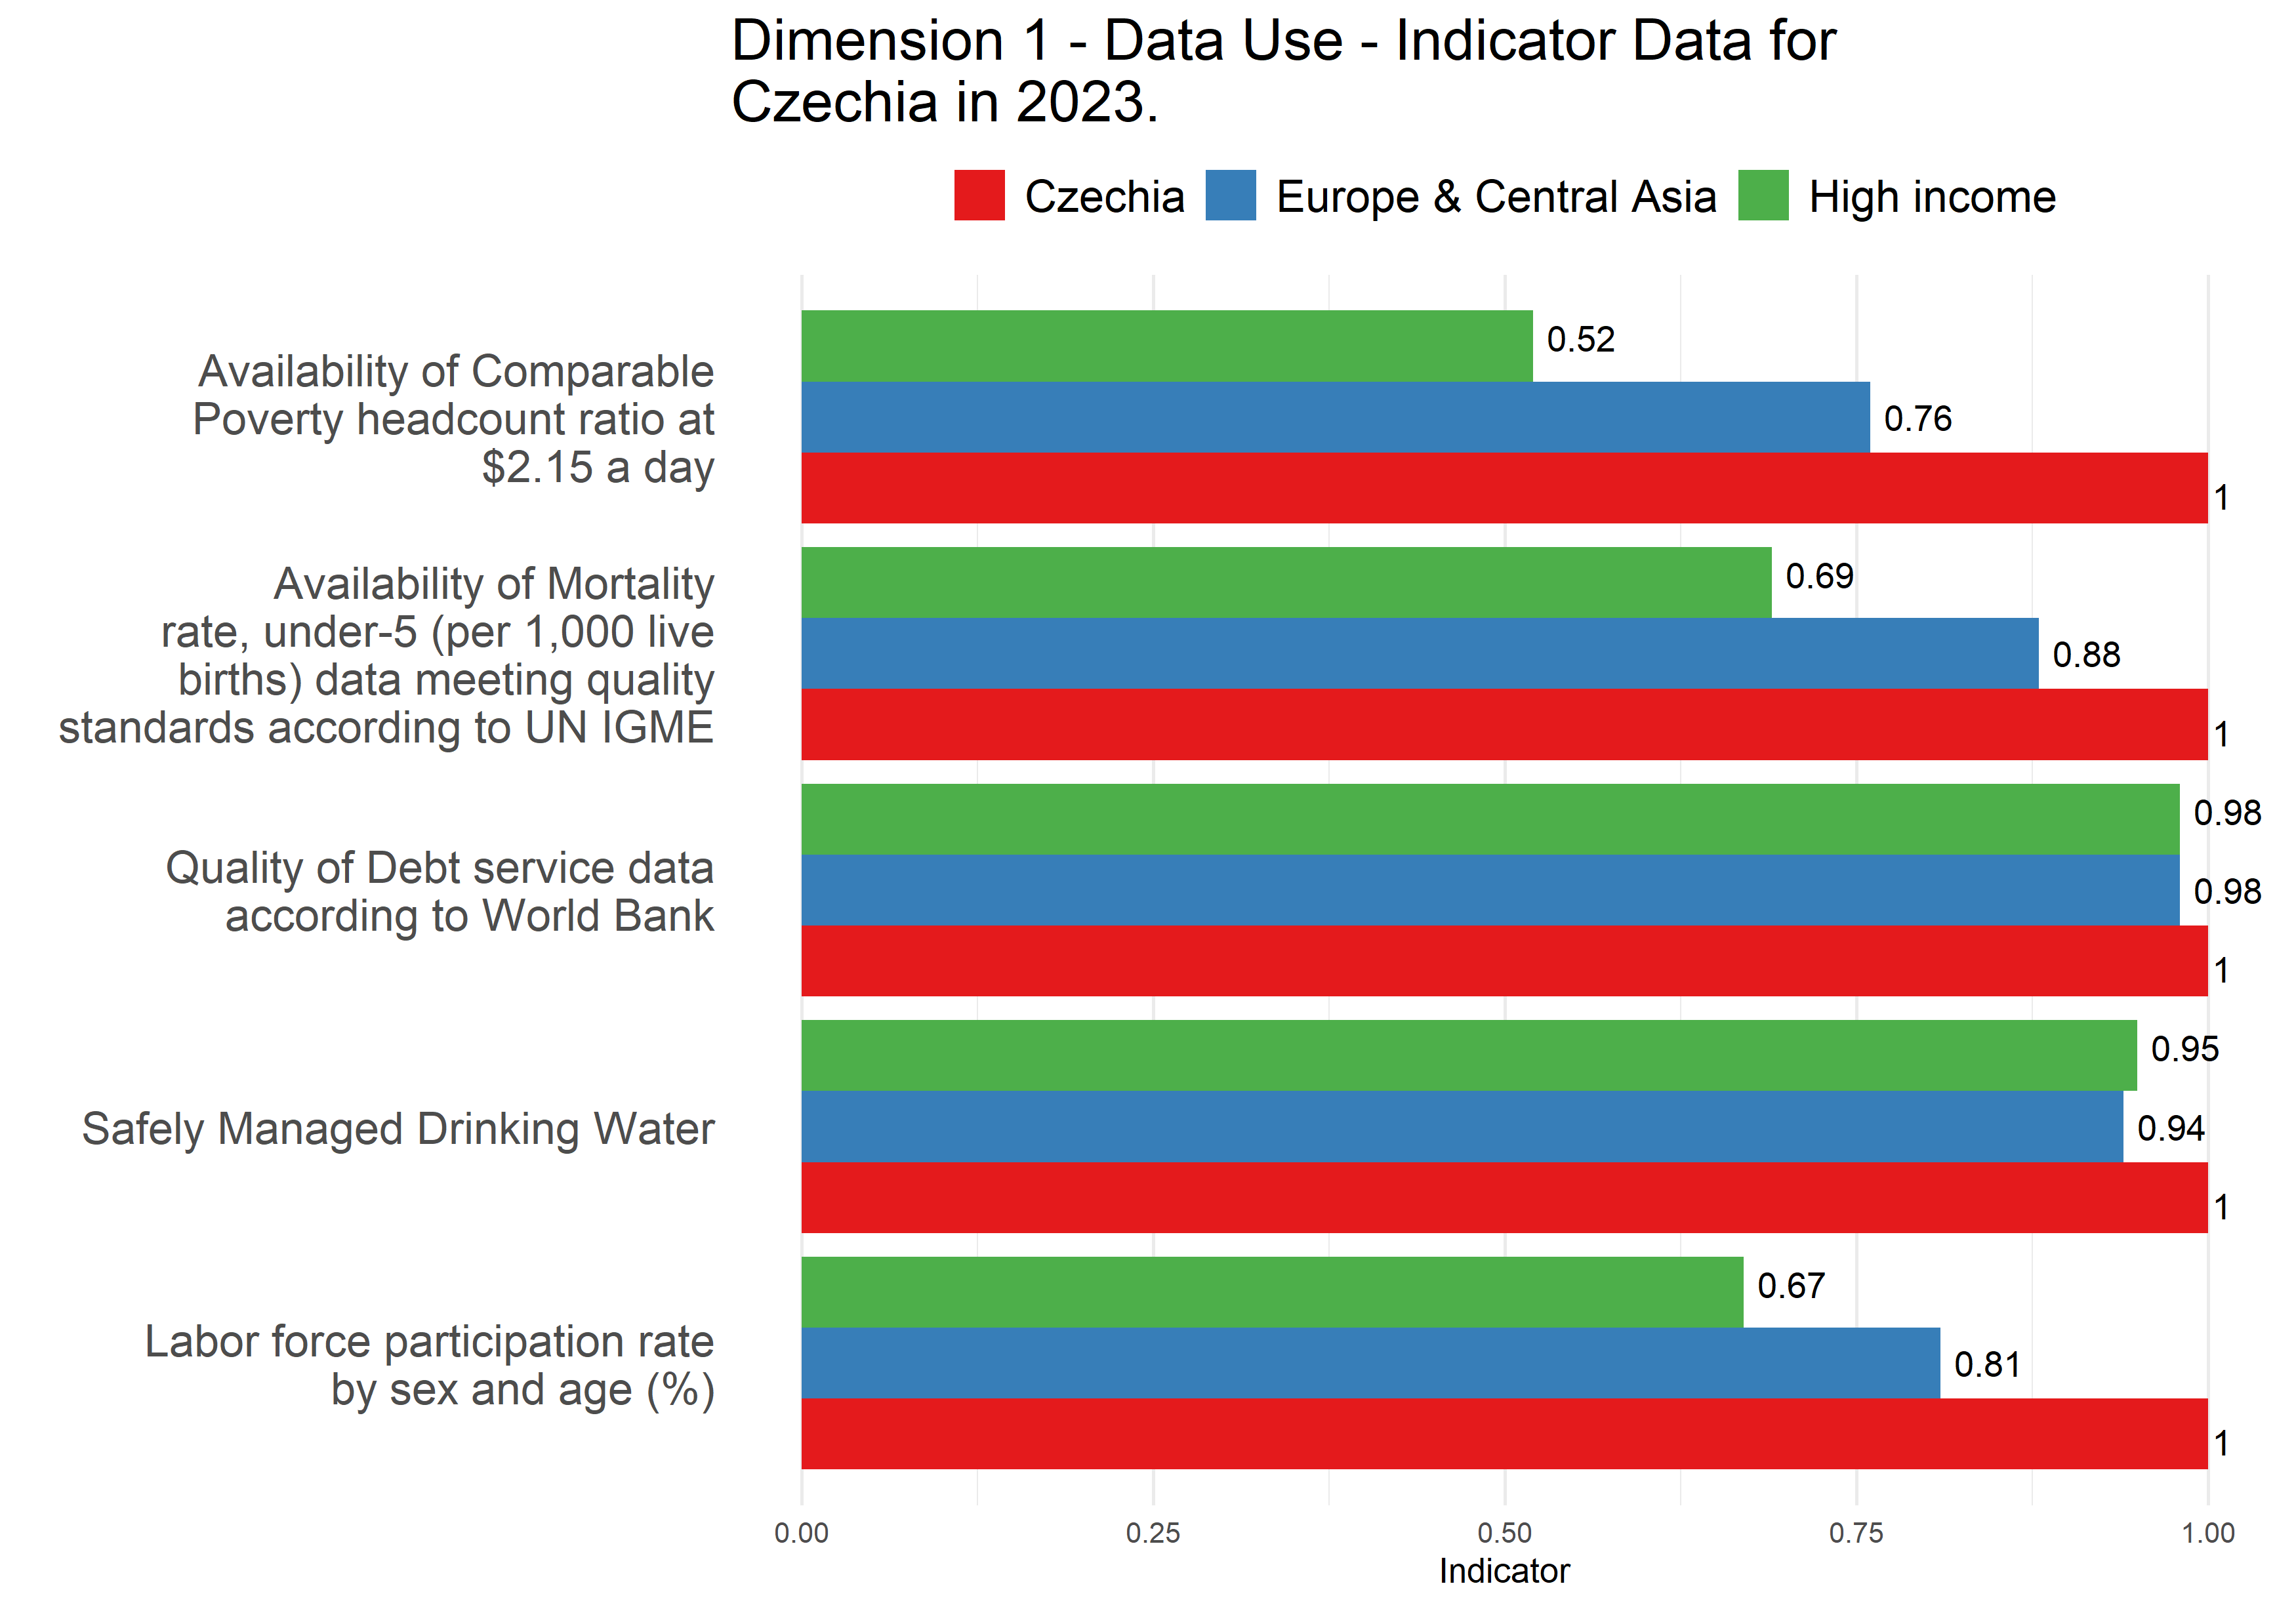 Dimension 1 - Data Use - Indicator Data for
Czechia in 2023.
Czechia
Europe & Central Asia
High income
Availability of Comparable
Poverty headcount ratio at
$2.15 a day
0.52
0.76
1
Availability of Mortality
rate, under-5 (per 1,000 live
births) data meeting quality
standards according to UN IGME
0.69
0.88
1
Quality of Debt service data
according to World Bank
0.98
0.98
1
Safely Managed Drinking Water
0.95
0.94
1
Labor force participation rate
by sex and age (%)
0.67
0.81
1
0.00
0.25
0.50
0.75
1.00
Indicator